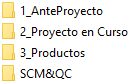 1_AnteProyecto
2_Proyecto en Curso
3_Productos
SCM&QC